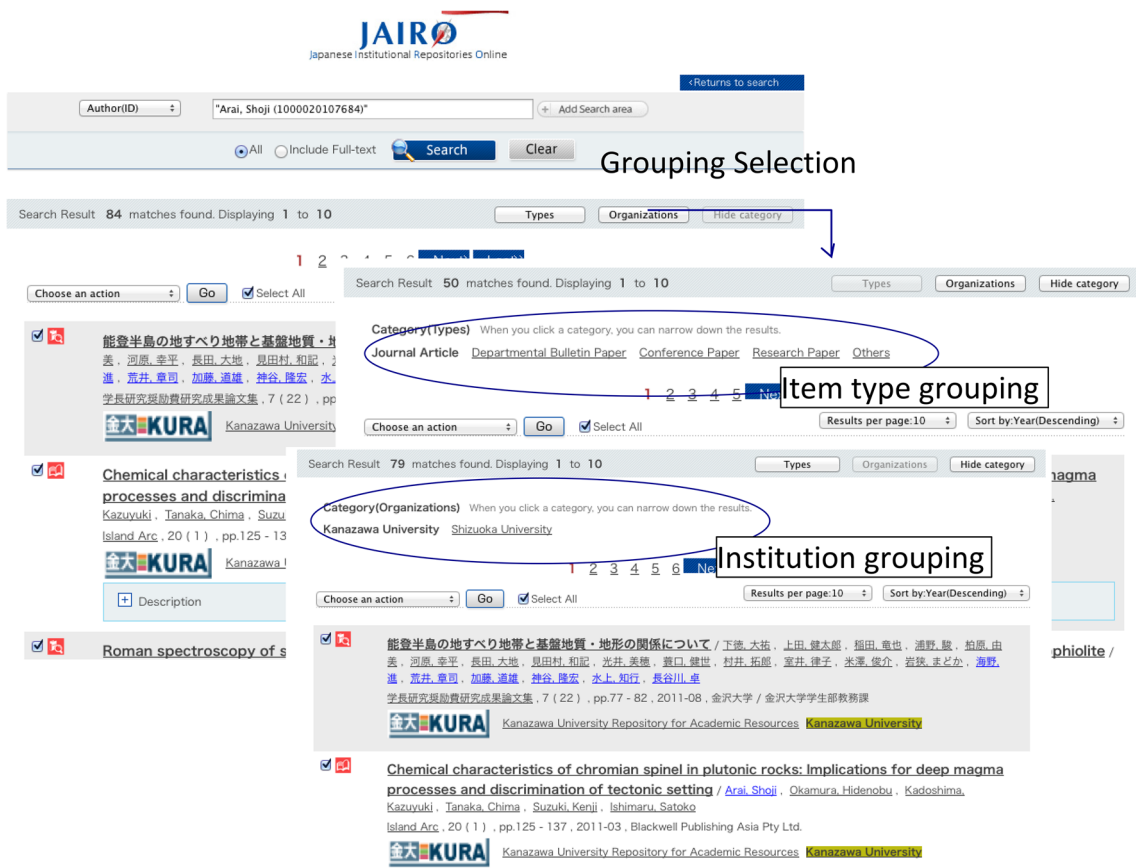 JAIRO
Japanese Institutional Repositories Online
<Returns to search
Author(ID) "Arai, Shoji (1000020107684)" + Add Search area
All Include Full-text Search Clear
Grouping Selection
Search Result 84 matches found. Displaying 1 to 10 Types Organizations Hide category
1 2
Choose an action Go Select All
能登半島の地すべり地帯と基盤地質・地
美 , 河原, 幸平 , 長田, 大地 , 見田村, 和記 ,
進 , 荒井, 章司 , 加藤, 道雄 , 神谷, 隆宏 , 水
学長研究奨励費研究成果論文集 , 7 ( 22 ) , pp
金大 KURA Kanazawa University
Chemical characteristics
processes and discrimina
Kazuyuki , Tanaka, Chima , Suzu
Island Arc , 20 ( 1 ) , pp.125 - 13
金大 KURA Kanazawa
+ Description
Roman spectroscopy of s
Search Result 50 matches found. Displaying 1 to 10 Types Organizations Hide category
Category(Types) When you click a category, you can narrow down the results.
Journal Article Departmental Bulletin Paper Conference Paper Research Paper Others
1 2 3 4 5 Nex
Item type grouping
Choose an action Go Select All Results per page:10 Sort by:Year(Descending)
magma
phiolite /
Search Result 79 matches found. Displaying 1 to 10 Types Organizations Hide category
Category(Organizations) When you click a category, you can narrow down the results.
Kanazawa University Shizuoka University
1 2 3 4 5 6 Ne
Institution grouping
Choose an action Go Select All Results per page:10 Sort by:Year(Descending)
能登半島の地すべり地帯と基盤地質・地形の関係について / 下徳, 大祐 , 上田, 健太郎 , 稲田, 竜也 , 浦野, 駿 , 柏原, 由
美 , 河原, 幸平 , 長田, 大地 , 見田村, 和記 , 光井, 美穂 , 蓑口, 健世 , 村井, 拓郎 , 室井, 律子 , 米澤, 俊介 , 岩狭, まどか , 海野,
進 , 荒井, 章司 , 加藤, 道雄 , 神谷, 隆宏 , 水上, 知行 , 長谷川, 卓
学長研究奨励費研究成果論文集 , 7 ( 22 ) , pp.77 - 82 , 2011-08 , 金沢大学 / 金沢大学学生部教務課
金大 KURA Kanazawa University Repository for Academic Resources Kanazawa University
Chemical characteristics of chromian spinel in plutonic rocks: Implications for deep magma
processes and discrimination of tectonic setting / Arai, Shoji , Okamura, Hidenobu , Kadoshima,
Kazuyuki , Tanaka, Chima , Suzuki, Kenji , Ishimaru, Satoko
Island Arc , 20 ( 1 ) , pp.125 - 137 , 2011-03 , Blackwell Publishing Asia Pty Ltd.
金大 KURA Kanazawa University Repository for Academic Resources Kanazawa University